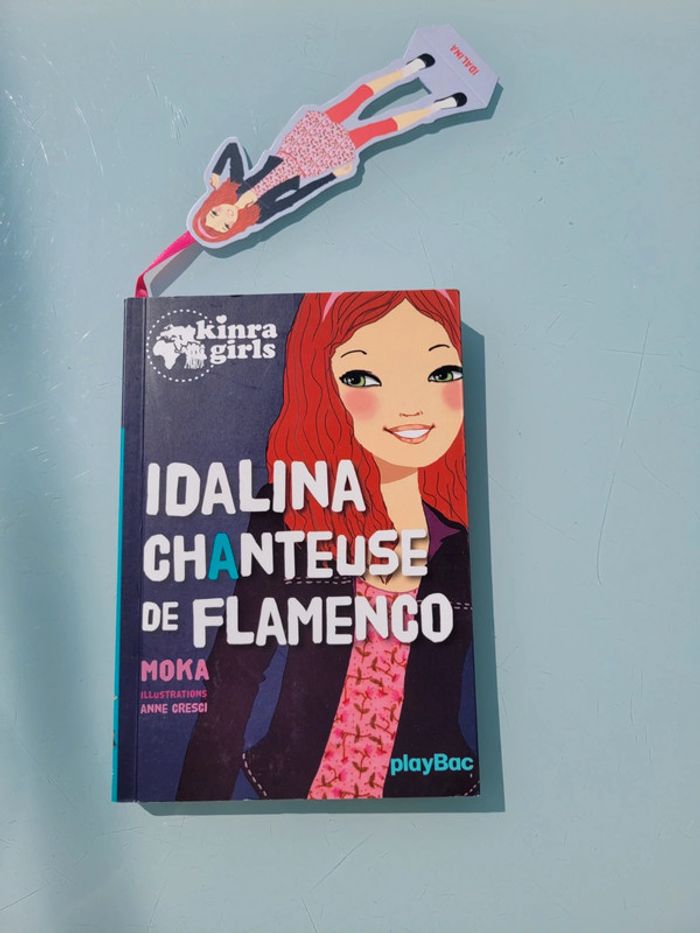 IDALINA
kinra
girls
IDALINA
CHANTEUSE
DE FLAMENCO
MOKA
ILLUSTRATIONS
ANNE CRESCI
playBac